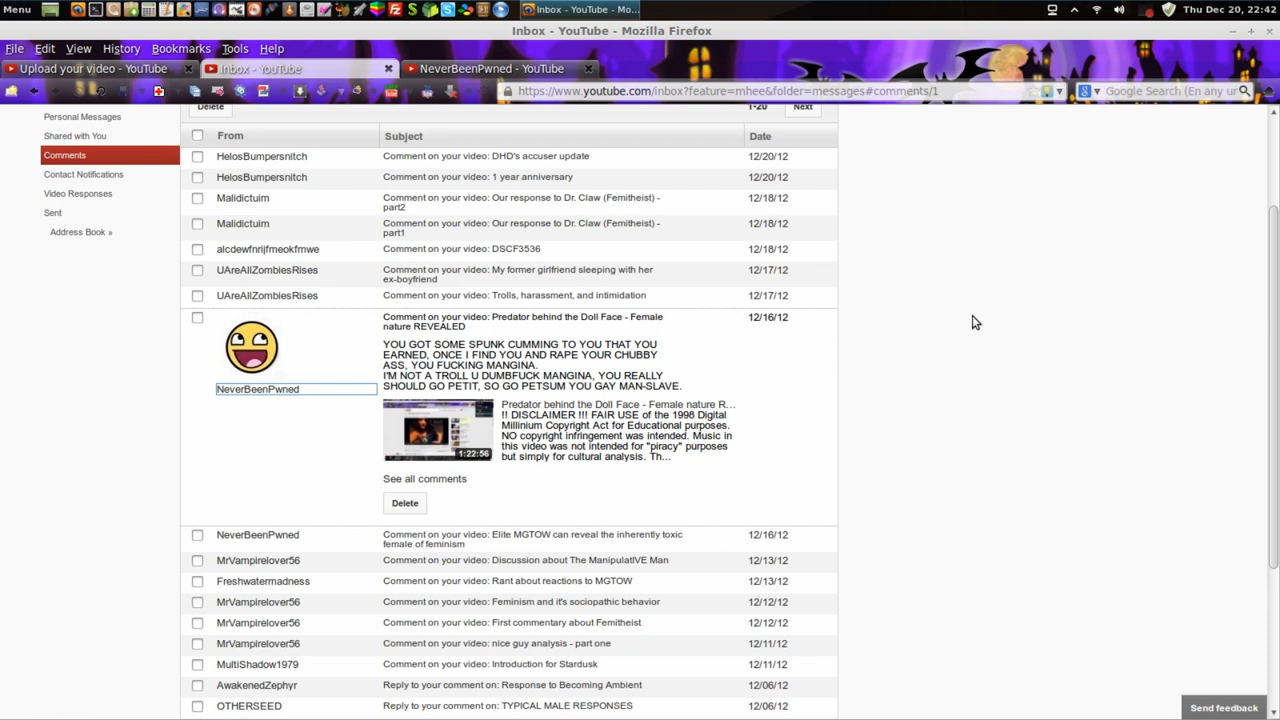 Menu
Inbox - YouTube - Mo...
Thu Dec 20, 22:42
Inbox - YouTube - Mozilla Firefox
File Edit View History Bookmarks Tools Help
Upload your video - YouTube
Inbox - YouTube
NeverBeenPwned - YouTube
https://www.youtube.com/inbox?feature=mhee&folder=messages#comments/1
Google Search (En any ur
Delete 1-20 Next
Personal Messages
Shared with You
Comments
Contact Notifications
Video Responses
Sent
Address Book »
From Subject Date
HelosBumpersnitch Comment on your video: DHD's accuser update 12/20/12
HelosBumpersnitch Comment on your video: 1 year anniversary 12/20/12
Malidictuim Comment on your video: Our response to Dr. Claw (Femitheist) - 12/18/12
part2
Malidictuim Comment on your video: Our response to Dr. Claw (Femitheist) - 12/18/12
part1
alcdewfnrijfmeokfmwe Comment on your video: DSCF3536 12/18/12
UAreAllZombiesRises Comment on your video: My former girlfriend sleeping with her 12/17/12
ex-boyfriend
UAreAllZombiesRises Comment on your video: Trolls, harassment, and intimidation 12/17/12
Comment on your video: Predator behind the Doll Face - Female 12/16/12
nature REVEALED
YOU GOT SOME SPUNK CUMMING TO YOU THAT YOU
EARNED, ONCE I FIND YOU AND RAPE YOUR CHUBBY
ASS, YOU FUCKING MANGINA.
I'M NOT A TROLL U DUMBFUCK MANGINA, YOU REALLY
SHOULD GO PETIT, SO GO PETSUM YOU GAY MAN-SLAVE.
NeverBeenPwned
Predator behind the Doll Face - Female nature R...
!! DISCLAIMER !!! FAIR USE of the 1998 Digital
Millinium Copyright Act for Educational purposes.
NO copyright infringement was intended. Music in
this video was not intended for "piracy" purposes
but simply for cultural analysis. Th...
1:22:56
See all comments
Delete
NeverBeenPwned Comment on your video: Elite MGTOW can reveal the inherently toxic 12/16/12
female of feminism
MrVampirelover56 Comment on your video: Discussion about The ManipulatIVE Man 12/13/12
Freshwatermadness Comment on your video: Rant about reactions to MGTOW 12/13/12
MrVampirelover56 Comment on your video: Feminism and it's sociopathic behavior 12/12/12
MrVampirelover56 Comment on your video: First commentary about Femitheist 12/12/12
MrVampirelover56 Comment on your video: nice guy analysis - part one 12/11/12
MultiShadow1979 Comment on your video: Introduction for Stardusk 12/11/12
AwakenedZephyr Reply to your comment on: Response to Becoming Ambient 12/06/12
OTHERSEED Reply to your comment on: TYPICAL MALE RESPONSES 12/06/12
Send feedback